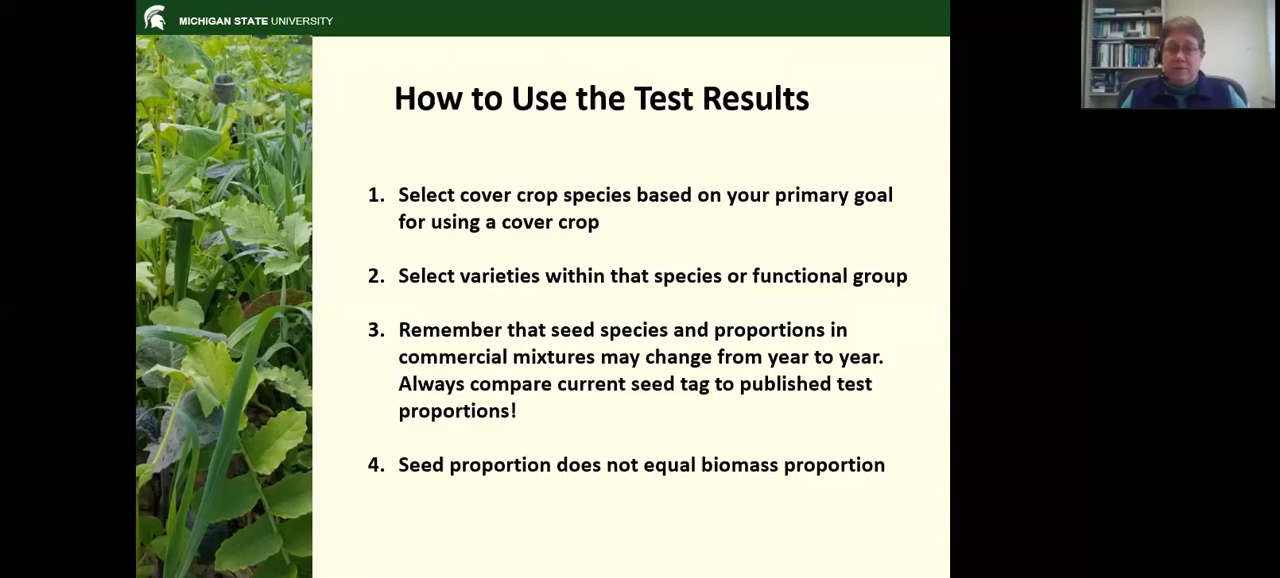 MICHIGAN STATE UNIVERSITY
How to Use the Test Results
1. Select cover crop species based on your primary goal
for using a cover crop
2. Select varieties within that species or functional group
3. Remember that seed species and proportions in
commercial mixtures may change from year to year.
Always compare current seed tag to published test
proportions!
4. Seed proportion does not equal biomass proportion